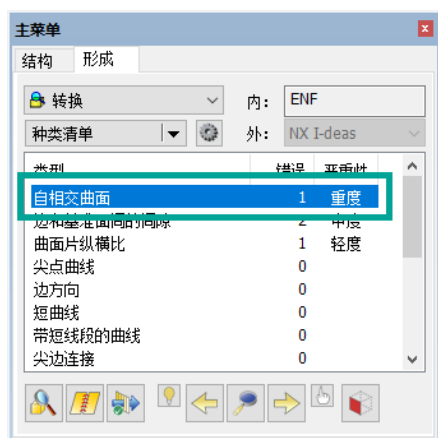 主菜单
结构 形成
转换 内: ENF
种类清单 外: NX I-deas
类型 错误 严重性
自相交曲面 1 重度
边和基准面间的间隙 2 中度
曲面片纵横比 1 轻度
尖点曲线 0
边方向 0
短曲线 0
带短线段的曲线 0
尖边连接 0